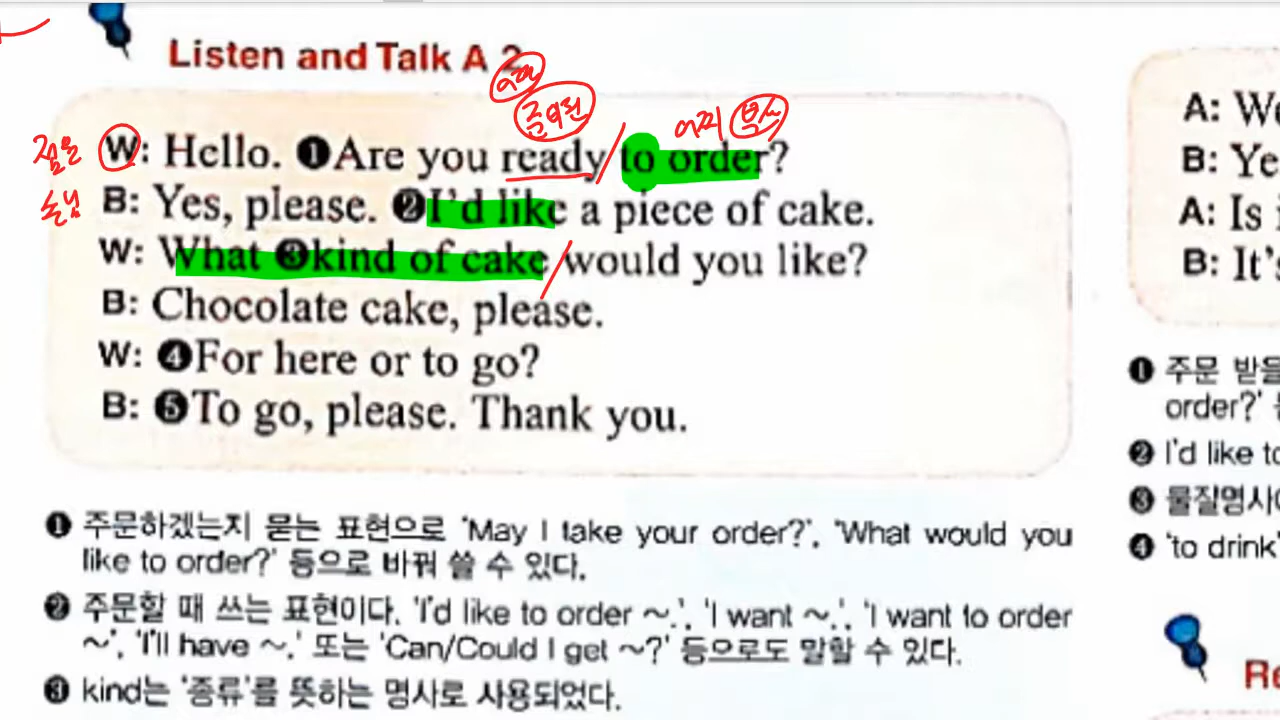 Listen and Talk A 2
준비된
어찌 부사
점원 W: Hello. ❶Are you ready / to order?
손님 B: Yes, please. ❷I'd like a piece of cake.
W: What ❸kind of cake / would you like?
B: Chocolate cake, please.
W: ❹For here or to go?
B: ❺To go, please. Thank you.
❶ 주문하겠는지 묻는 표현으로 'May I take your order?', 'What would you
like to order?' 등으로 바꿔 쓸 수 있다.
❷ 주문할 때 쓰는 표현이다. 'I'd like to order ~.', 'I want ~.', 'I want to order
~', 'I'll have ~.' 또는 'Can/Could I get ~?' 등으로도 말할 수 있다.
❸ kind는 '종류'를 뜻하는 명사로 사용되었다.
A: We
B: Ye
A: Is i
B: It's
❶ 주문 받을
order?'
❷ I'd like to
❸ 물질명사
❹ 'to drink'
Re